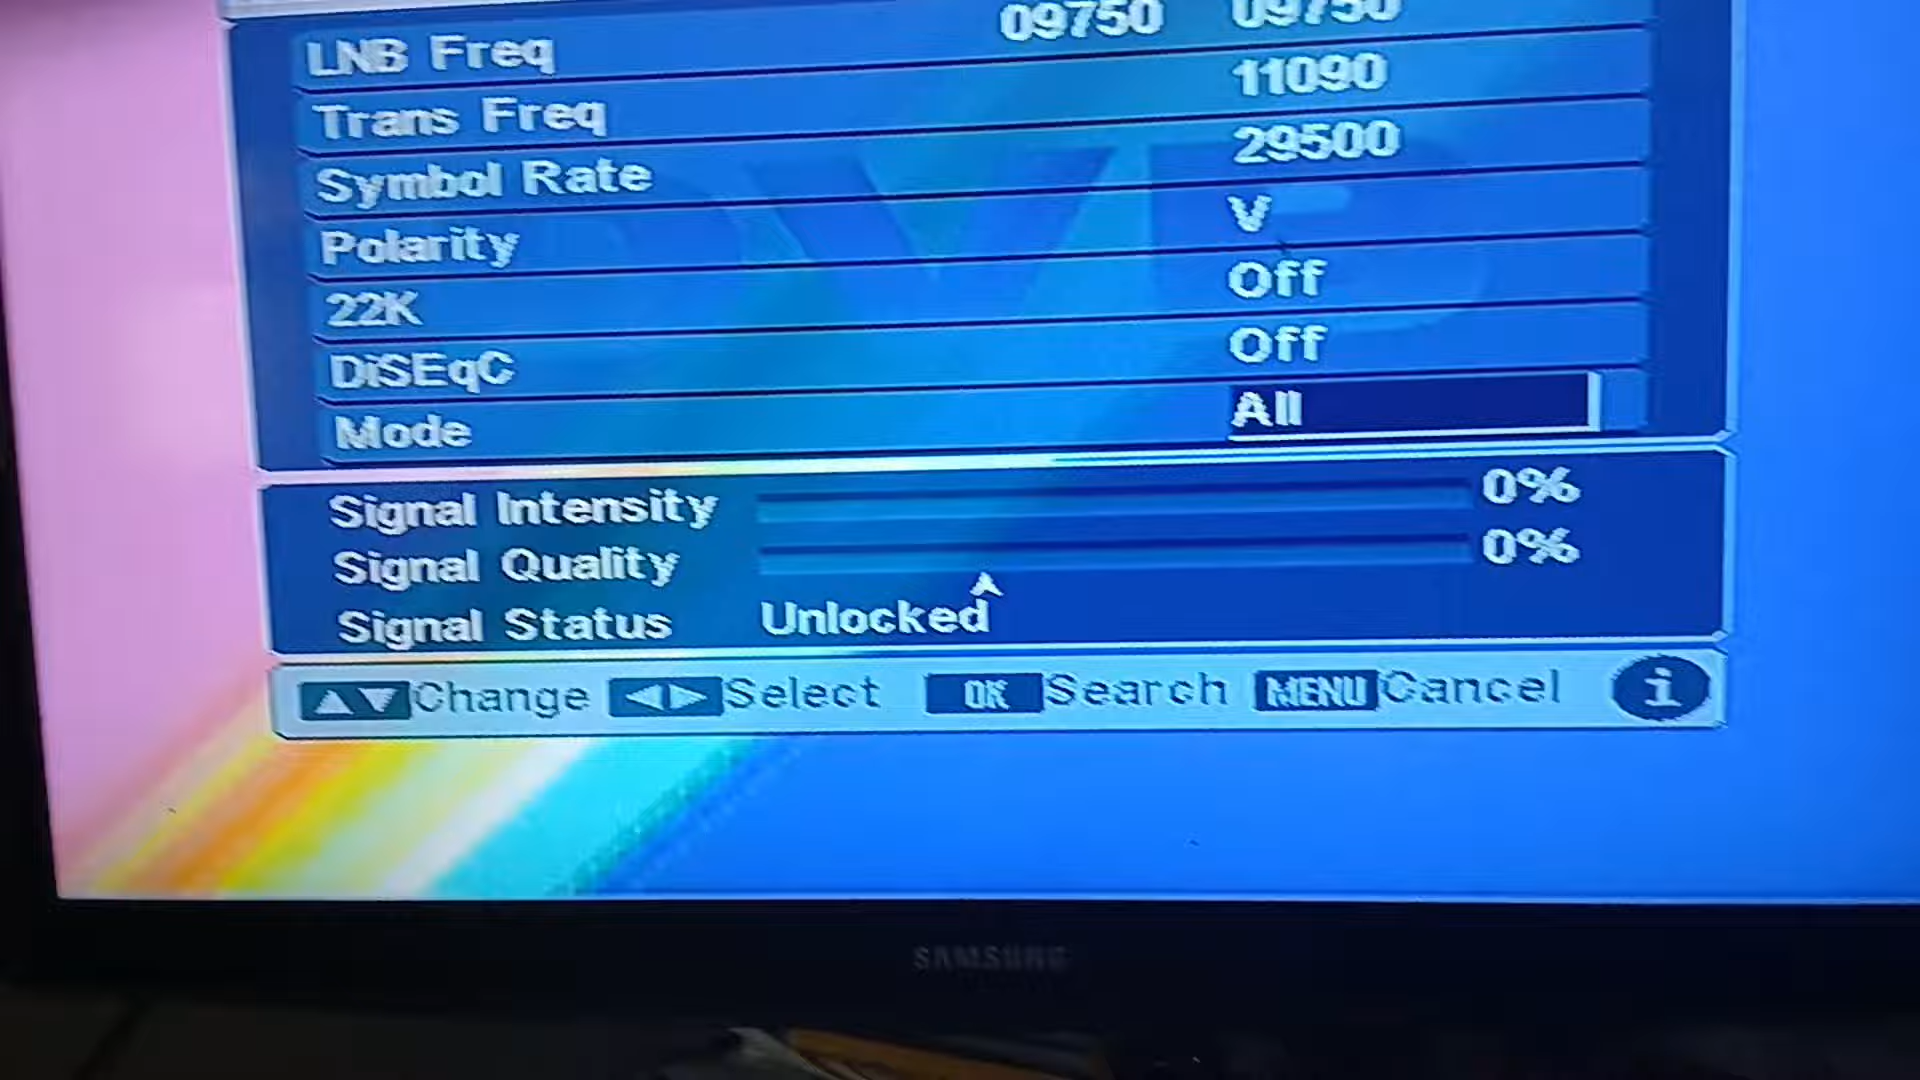 LNB Freq 09750 09750
Trans Freq 11090
Symbol Rate 29500
Polarity V
22K Off
DiSEqC Off
Mode All
Signal Intensity 0%
Signal Quality 0%
Signal Status Unlocked
Change Select OK Search MENU Cancel i
SAMSUNG